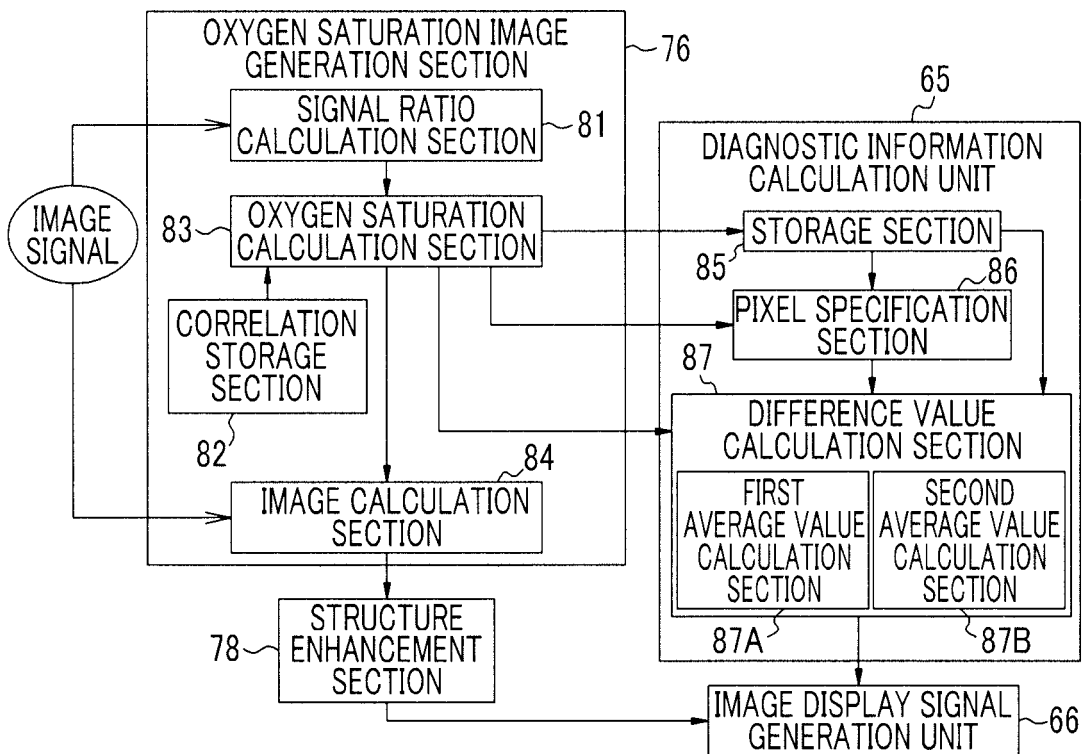 OXYGEN SATURATION IMAGE
GENERATION SECTION
76
SIGNAL RATIO
CALCULATION SECTION
81
IMAGE
SIGNAL
83
OXYGEN SATURATION
CALCULATION SECTION
CORRELATION
STORAGE
SECTION
82
84
IMAGE CALCULATION
SECTION
78
STRUCTURE
ENHANCEMENT
SECTION
65
DIAGNOSTIC INFORMATION
CALCULATION UNIT
STORAGE SECTION
85
86
PIXEL SPECIFICATION
SECTION
87
DIFFERENCE VALUE
CALCULATION SECTION
FIRST
AVERAGE VALUE
CALCULATION
SECTION
87A
SECOND
AVERAGE VALUE
CALCULATION
SECTION
87B
IMAGE DISPLAY SIGNAL
GENERATION UNIT
66